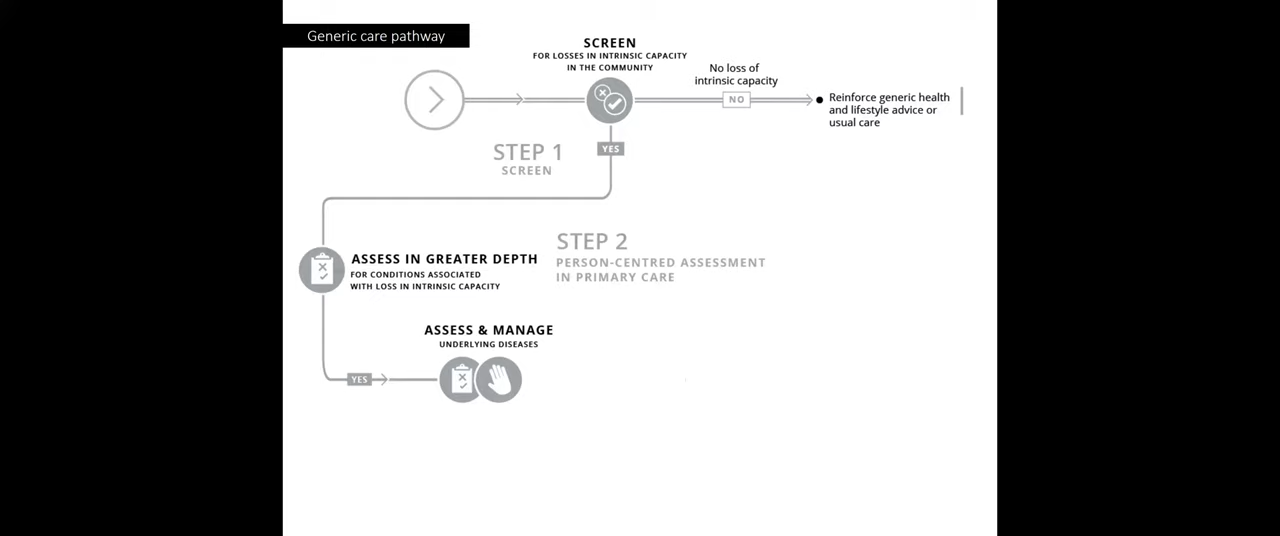 Generic care pathway
SCREEN
FOR LOSSES IN INTRINSIC CAPACITY
IN THE COMMUNITY
No loss of
intrinsic capacity
NO
Reinforce generic health
and lifestyle advice or
usual care
STEP 1
SCREEN
YES
STEP 2
PERSON-CENTRED ASSESSMENT
IN PRIMARY CARE
ASSESS IN GREATER DEPTH
FOR CONDITIONS ASSOCIATED
WITH LOSS IN INTRINSIC CAPACITY
ASSESS & MANAGE
UNDERLYING DISEASES
YES